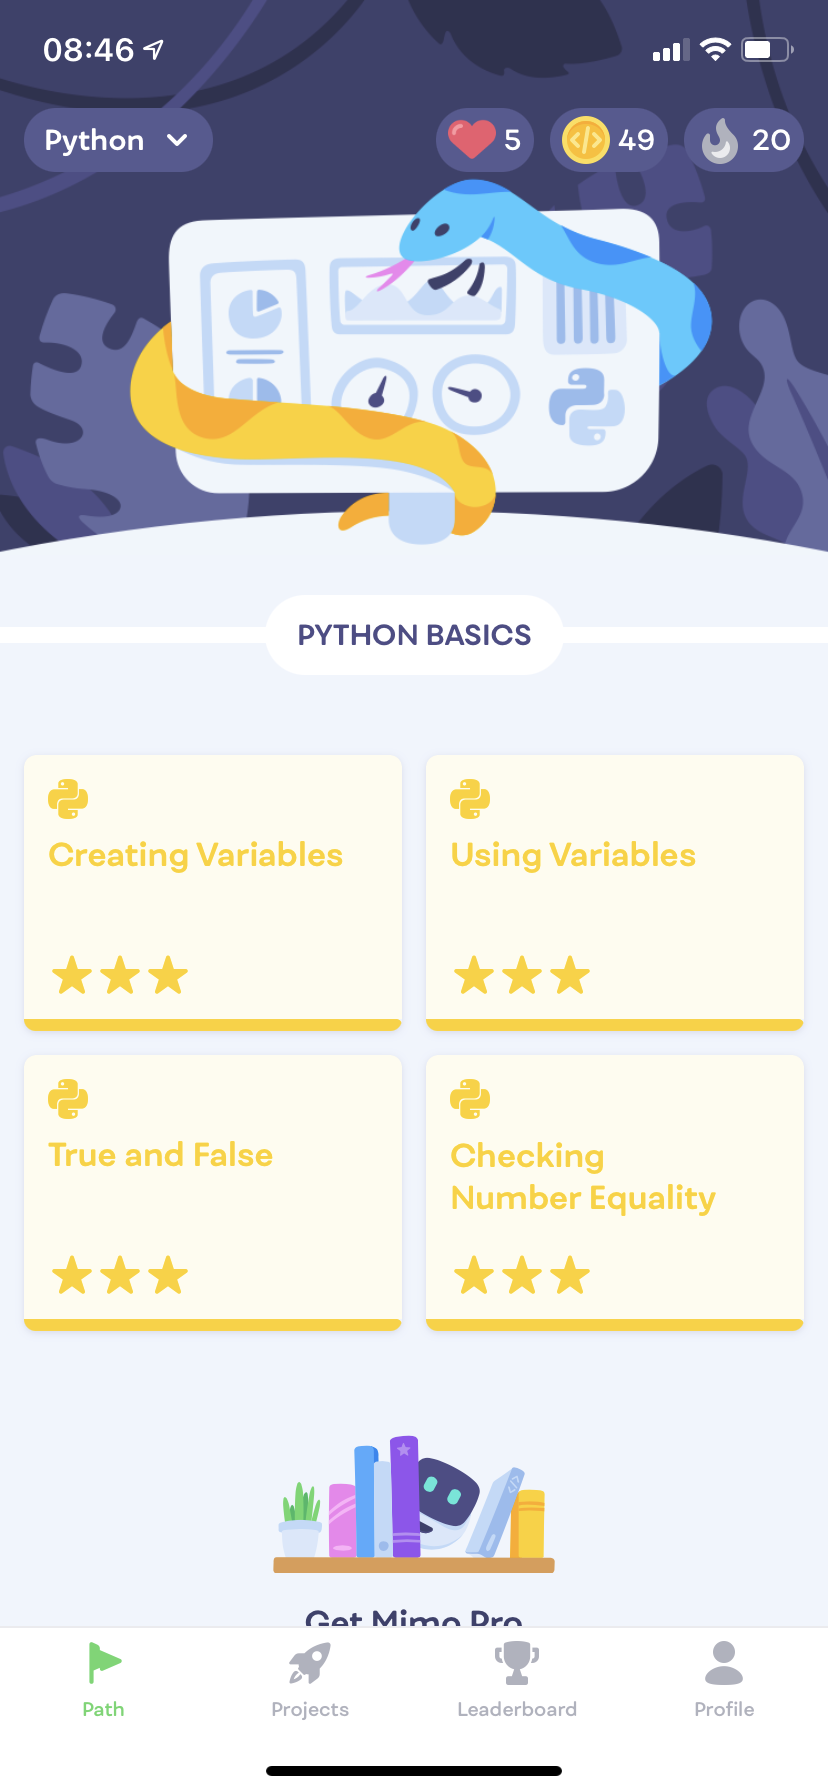 08:46
Python
5
49
20
PYTHON BASICS
Creating Variables
Using Variables
True and False
Checking
Number Equality
Get Mimo Pro
Path
Projects
Leaderboard
Profile